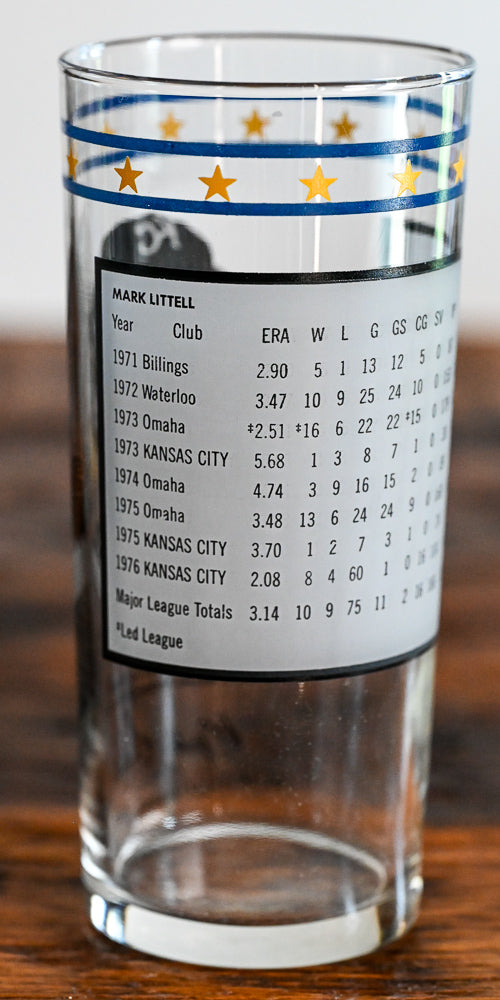 KC
MARK LITTELL
Year Club ERA W L G GS CG SV
1971 Billings 2.90 5 1 13 12 5 0
1972 Waterloo 3.47 10 9 25 24 10 0
1973 Omaha ‡2.51 ‡16 6 22 22 ‡15 0
1973 KANSAS CITY 5.68 1 3 8 7 1 0
1974 Omaha 4.74 3 9 16 15 2 0
1975 Omaha 3.48 13 6 24 24 9 0
1975 KANSAS CITY 3.70 1 2 7 3 1 0
1976 KANSAS CITY 2.08 8 4 60 1 0 16
Major League Totals 3.14 10 9 75 11 2 16
‡Led League